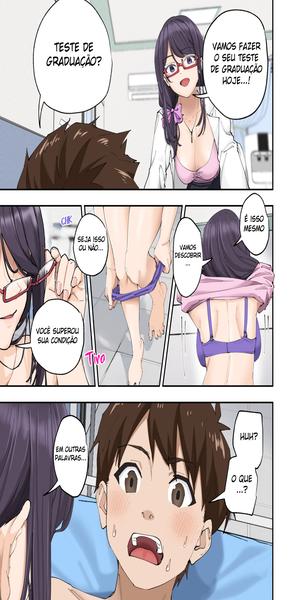 VAMOS FAZER
O SEU TESTE
DE GRADUAÇÃO
HOJE...!
TESTE DE
GRADUAÇÃO?
É ISSO
MESMO
VAMOS
DESCOBRIR
...
SEJA ISSO
OU NÃO...
CHK
VOCÊ SUPEROU
SUA CONDIÇÃO
Tiro
HUH?
O QUE
...?
EM OUTRAS
PALAVRAS...